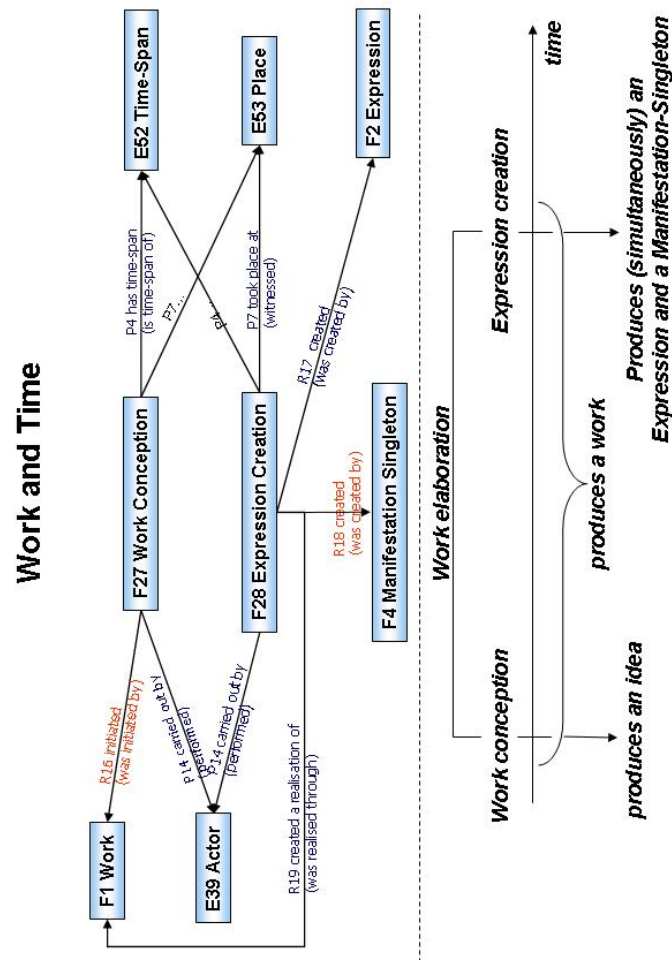 Work and Time
F1 Work
R16 initiated
(was initiated by)
F27 Work Conception
P4 has time-span
(is time-span of)
E52 Time-Span
P14 carried out by
(performed)
P7...
E39 Actor
P14 carried out by
(performed)
F28 Expression Creation
P4...
P7 took place at
(witnessed)
E53 Place
R19 created a realisation of
(was realised through)
R18 created
(was created by)
R17 created
(was created by)
F4 Manifestation Singleton
F2 Expression
Work elaboration
Work conception
Expression creation
time
produces a work
produces an idea
Produces (simultaneously) an
Expression and a Manifestation-Singleton